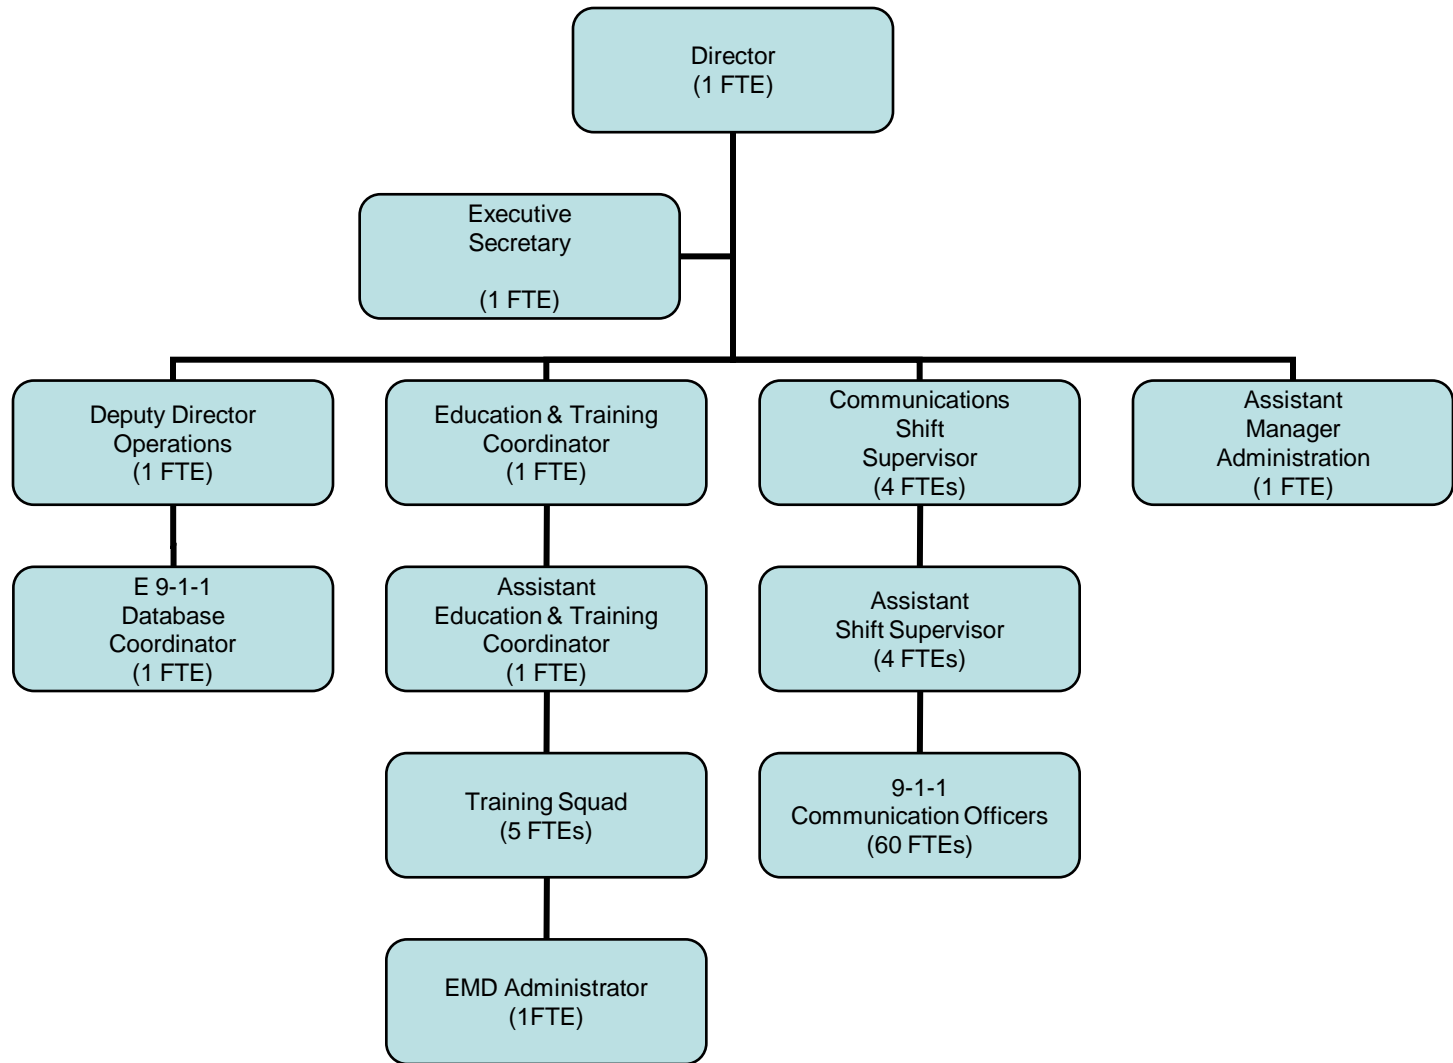 Director
(1 FTE)
Executive
Secretary
(1 FTE)
Deputy Director
Operations
(1 FTE)
Education & Training
Coordinator
(1 FTE)
Communications
Shift
Supervisor
(4 FTEs)
Assistant
Manager
Administration
(1 FTE)
E 9-1-1
Database
Coordinator
(1 FTE)
Assistant
Education & Training
Coordinator
(1 FTE)
Assistant
Shift Supervisor
(4 FTEs)
Training Squad
(5 FTEs)
9-1-1
Communication Officers
(60 FTEs)
EMD Administrator
(1FTE)